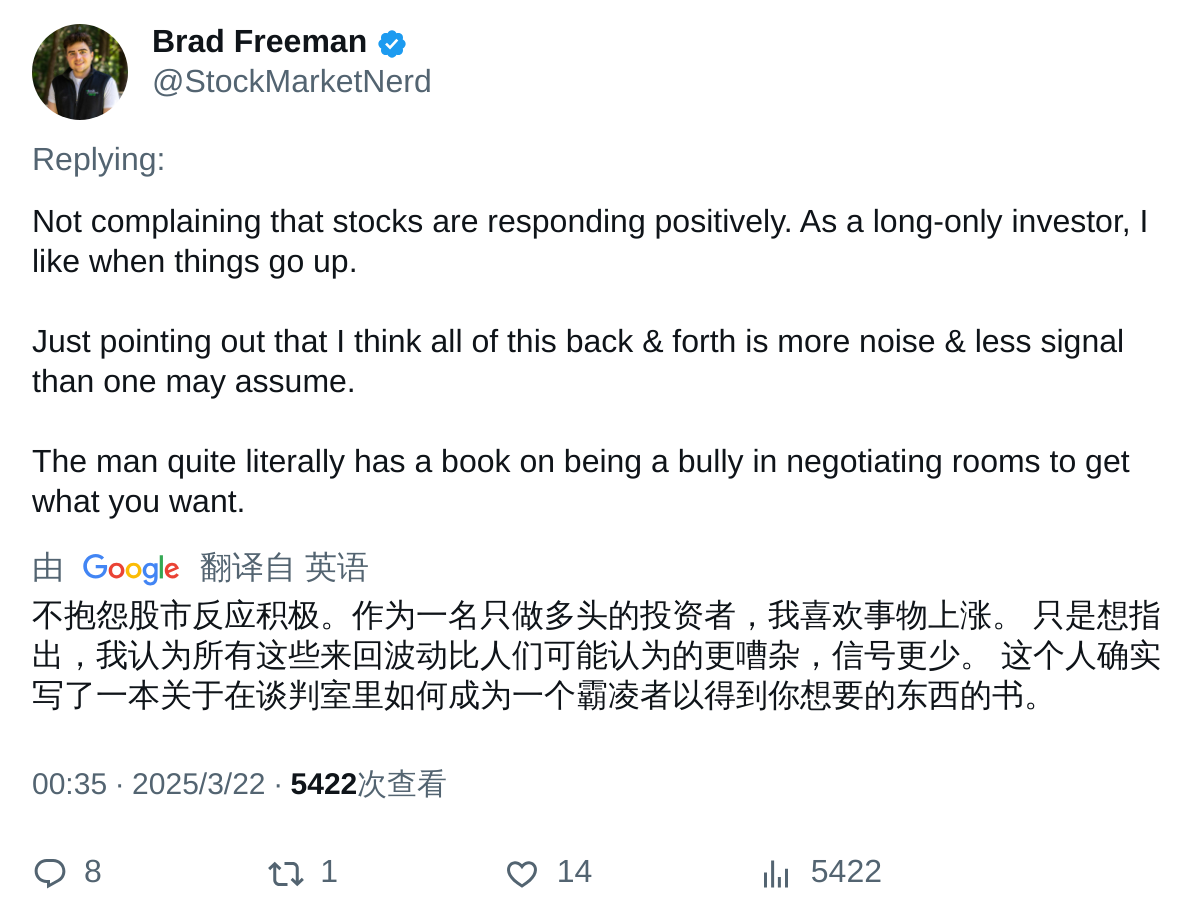 Brad Freeman
@StockMarketNerd
Replying:
Not complaining that stocks are responding positively. As a long-only investor, I
like when things go up.
Just pointing out that I think all of this back & forth is more noise & less signal
than one may assume.
The man quite literally has a book on being a bully in negotiating rooms to get
what you want.
由 Google 翻译自 英语
不抱怨股市反应积极。作为一名只做多头的投资者，我喜欢事物上涨。 只是想指
出，我认为所有这些来回波动比人们可能认为的更嘈杂，信号更少。 这个人确实
写了一本关于在谈判室里如何成为一个霸凌者以得到你想要的东西的书。
00:35 · 2025/3/22 · 5422次查看
8 1 14 5422